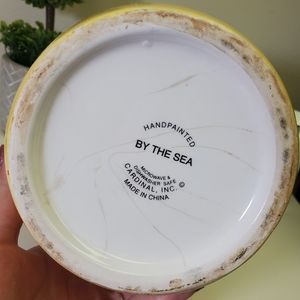 HANDPAINTED
BY THE SEA
MICROWAVE &
DISHWASHER SAFE
CARDINAL, INC. ©
MADE IN CHINA